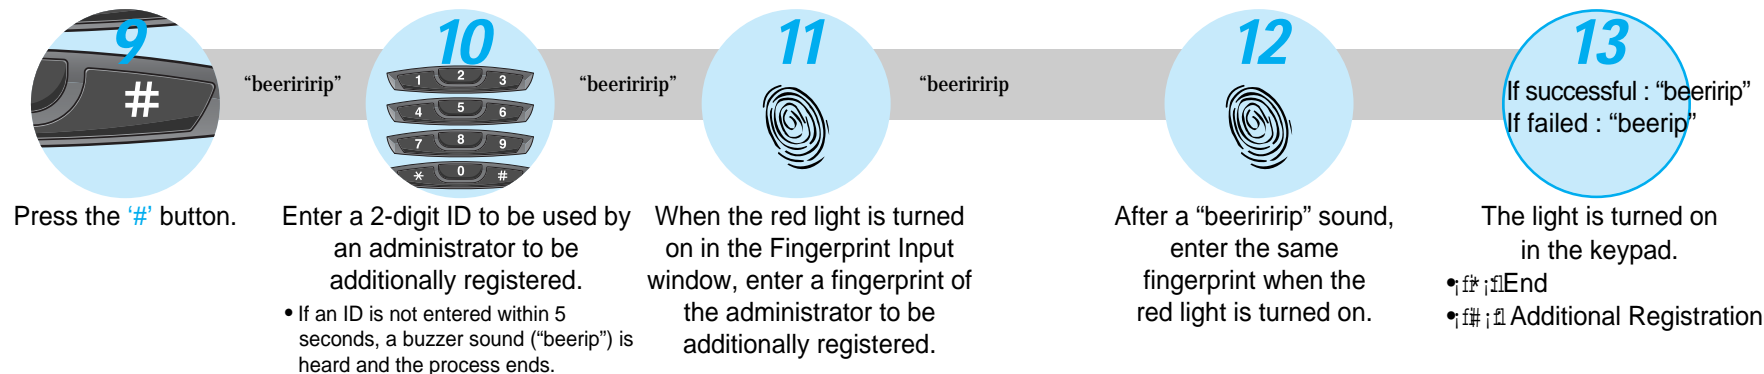 9
#
Press the ‘#’ button.
“beeriririp”
10
1 2 3
4 5 6
7 8 9
* 0 #
Enter a 2-digit ID to be used by
an administrator to be
additionally registered.
• If an ID is not entered within 5
seconds, a buzzer sound (“beerip”) is
heard and the process ends.
“beeriririp”
11
When the red light is turned
on in the Fingerprint Input
window, enter a fingerprint of
the administrator to be
additionally registered.
“beeriririp
12
After a “beeriririp” sound,
enter the same
fingerprint when the
red light is turned on.
13
If successful : “beeririp”
If failed : “beerip”
The light is turned on
in the keypad.
• End
• Additional Registration